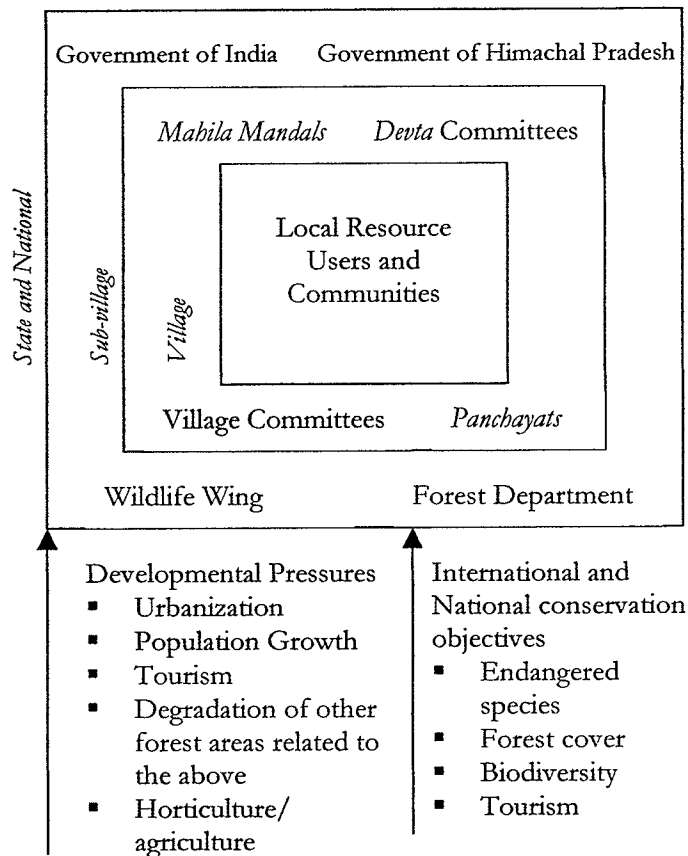 Government of India Government of Himachal Pradesh
Mahila Mandals Devta Committees
State and National
Sub-village
Village
Local Resource
Users and
Communities
Village Committees Panchayats
Wildlife Wing Forest Department
Developmental Pressures
▪ Urbanization
▪ Population Growth
▪ Tourism
▪ Degradation of other
forest areas related to
the above
▪ Horticulture/
agriculture
International and
National conservation
objectives
▪ Endangered
species
▪ Forest cover
▪ Biodiversity
▪ Tourism